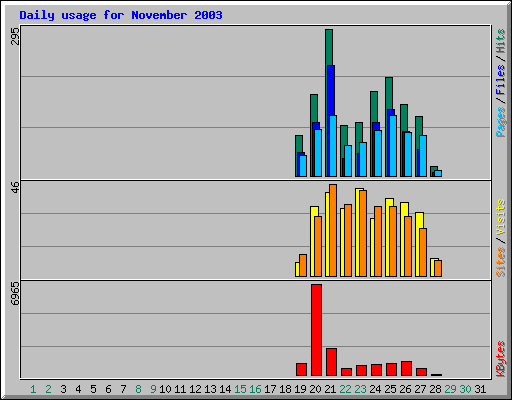 Daily usage for November 2003
295
46
6965
Pages / Files / Hits
Sites / Visits
KBytes
1 2 3 4 5 6 7 8 9 10 11 12 13 14 15 16 17 18 19 20 21 22 23 24 25 26 27 28 29 30 31